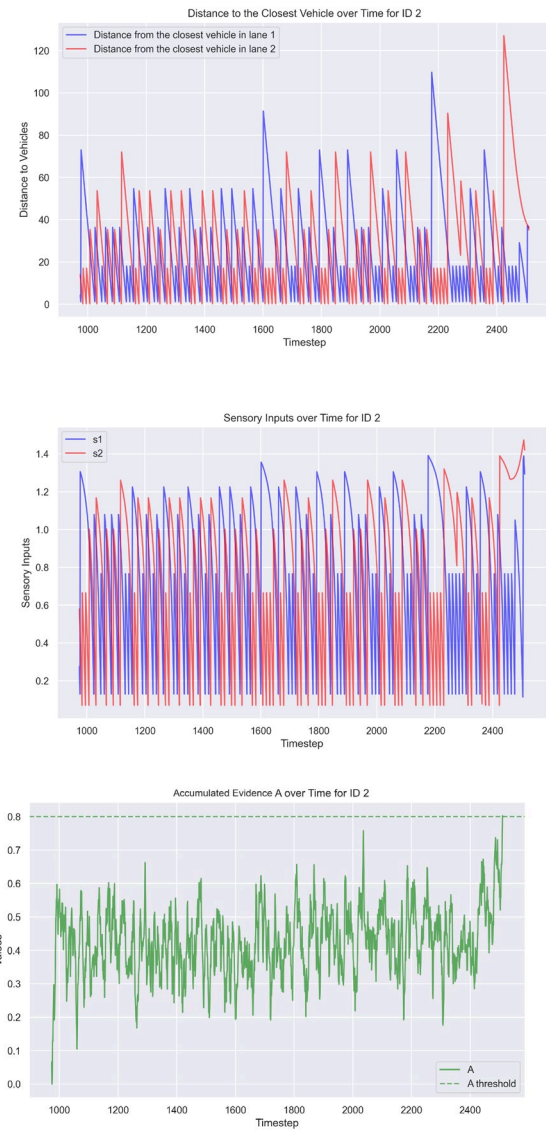 Distance to the Closest Vehicle over Time for ID 2
Distance from the closest vehicle in lane 1
Distance from the closest vehicle in lane 2
Distance to Vehicles
120
100
80
60
40
20
0
1000 1200 1400 1600 1800 2000 2200 2400
Timestep
Sensory Inputs over Time for ID 2
s1
s2
Sensory Inputs
1.4
1.2
1.0
0.8
0.6
0.4
0.2
1000 1200 1400 1600 1800 2000 2200 2400
Timestep
Accumulated Evidence A over Time for ID 2
0.8
0.7
0.6
0.5
0.4
0.3
0.2
0.1
0.0
A
A threshold
1000 1200 1400 1600 1800 2000 2200 2400
Timestep